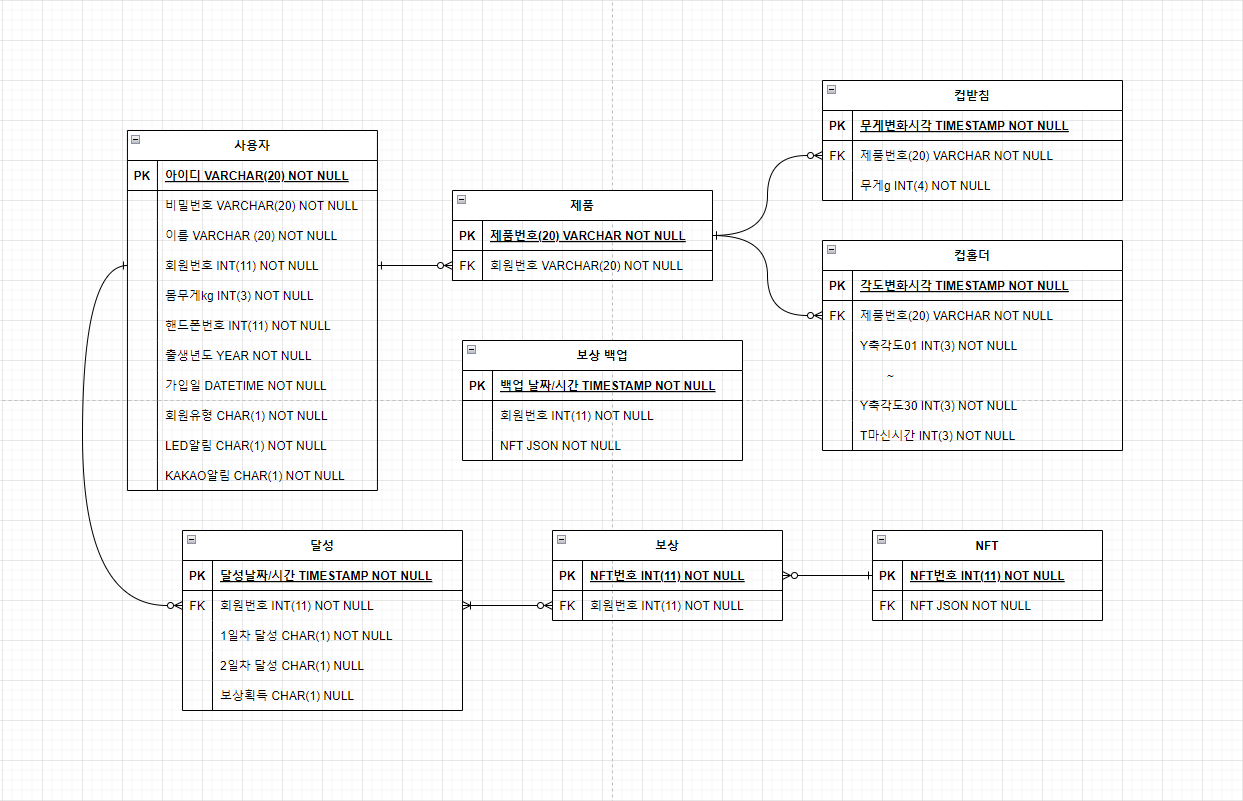 사용자
PK 아이디 VARCHAR(20) NOT NULL
비밀번호 VARCHAR(20) NOT NULL
이름 VARCHAR (20) NOT NULL
회원번호 INT(11) NOT NULL
몸무게kg INT(3) NOT NULL
핸드폰번호 INT(11) NOT NULL
출생년도 YEAR NOT NULL
가입일 DATETIME NOT NULL
회원유형 CHAR(1) NOT NULL
LED알림 CHAR(1) NOT NULL
KAKAO알림 CHAR(1) NOT NULL
제품
PK 제품번호(20) VARCHAR NOT NULL
FK 회원번호 VARCHAR(20) NOT NULL
컵받침
PK 무게변화시각 TIMESTAMP NOT NULL
FK 제품번호(20) VARCHAR NOT NULL
무게g INT(4) NOT NULL
컵홀더
PK 각도변화시각 TIMESTAMP NOT NULL
FK 제품번호(20) VARCHAR NOT NULL
Y축각도01 INT(3) NOT NULL
~
Y축각도30 INT(3) NOT NULL
T마신시간 INT(3) NOT NULL
보상 백업
PK 백업 날짜/시간 TIMESTAMP NOT NULL
회원번호 INT(11) NOT NULL
NFT JSON NOT NULL
달성
PK 달성날짜/시간 TIMESTAMP NOT NULL
FK 회원번호 INT(11) NOT NULL
1일차 달성 CHAR(1) NOT NULL
2일차 달성 CHAR(1) NULL
보상획득 CHAR(1) NULL
보상
PK NFT번호 INT(11) NOT NULL
FK 회원번호 INT(11) NOT NULL
NFT
PK NFT번호 INT(11) NOT NULL
FK NFT JSON NOT NULL